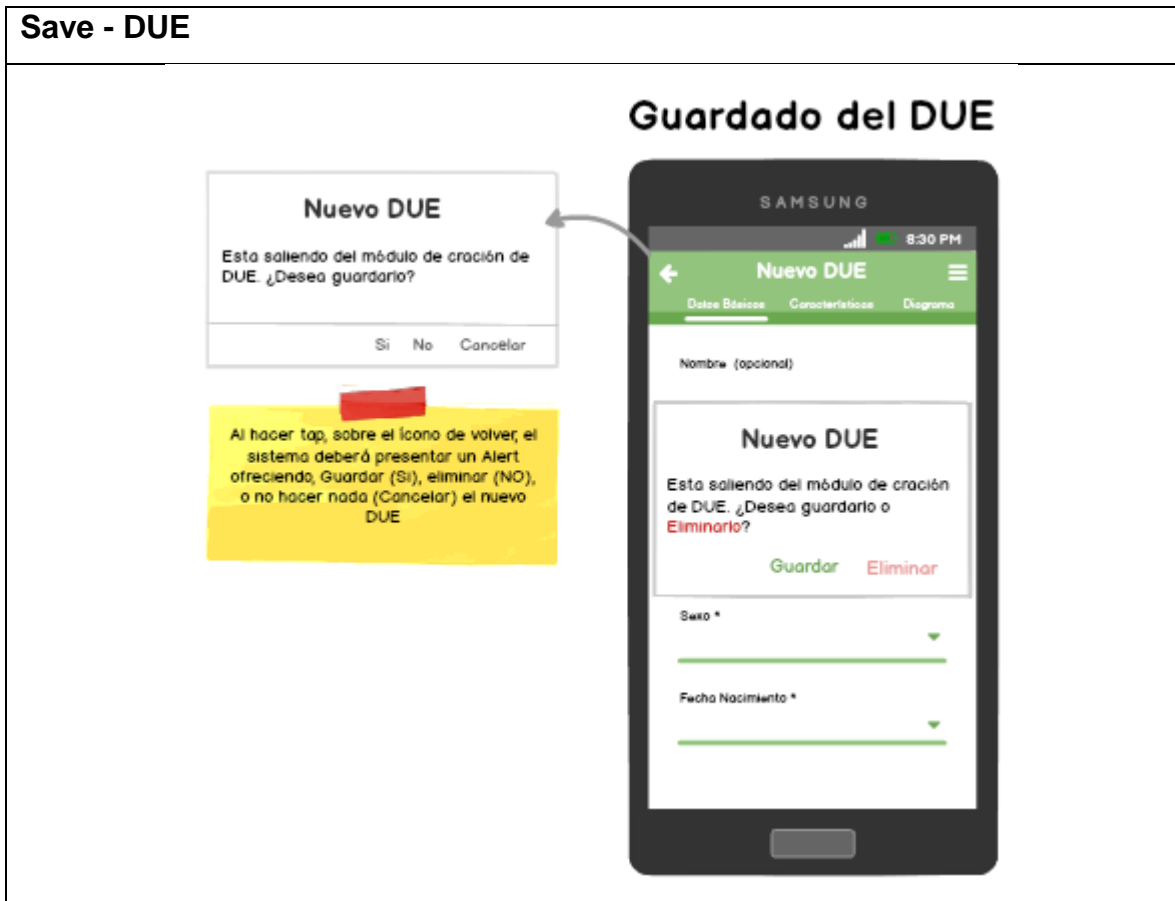 Save - DUE
Guardado del DUE
Nuevo DUE
Esta saliendo del módulo de cración de
DUE. ¿Desea guardarlo?
Si No Cancelar
Al hacer tap, sobre el ícono de volver, el
sistema deberá presentar un Alert
ofreciendo, Guardar (Si), eliminar (NO),
o no hacer nada (Cancelar) el nuevo
DUE
SAMSUNG
8:30 PM
Nuevo DUE
Datos Básicos Características Diagrama
Nombre (opcional)
Nuevo DUE
Esta saliendo del módulo de cración
de DUE. ¿Desea guardarlo o
Eliminarlo?
Guardar Eliminar
Sexo *
Fecha Nacimiento *